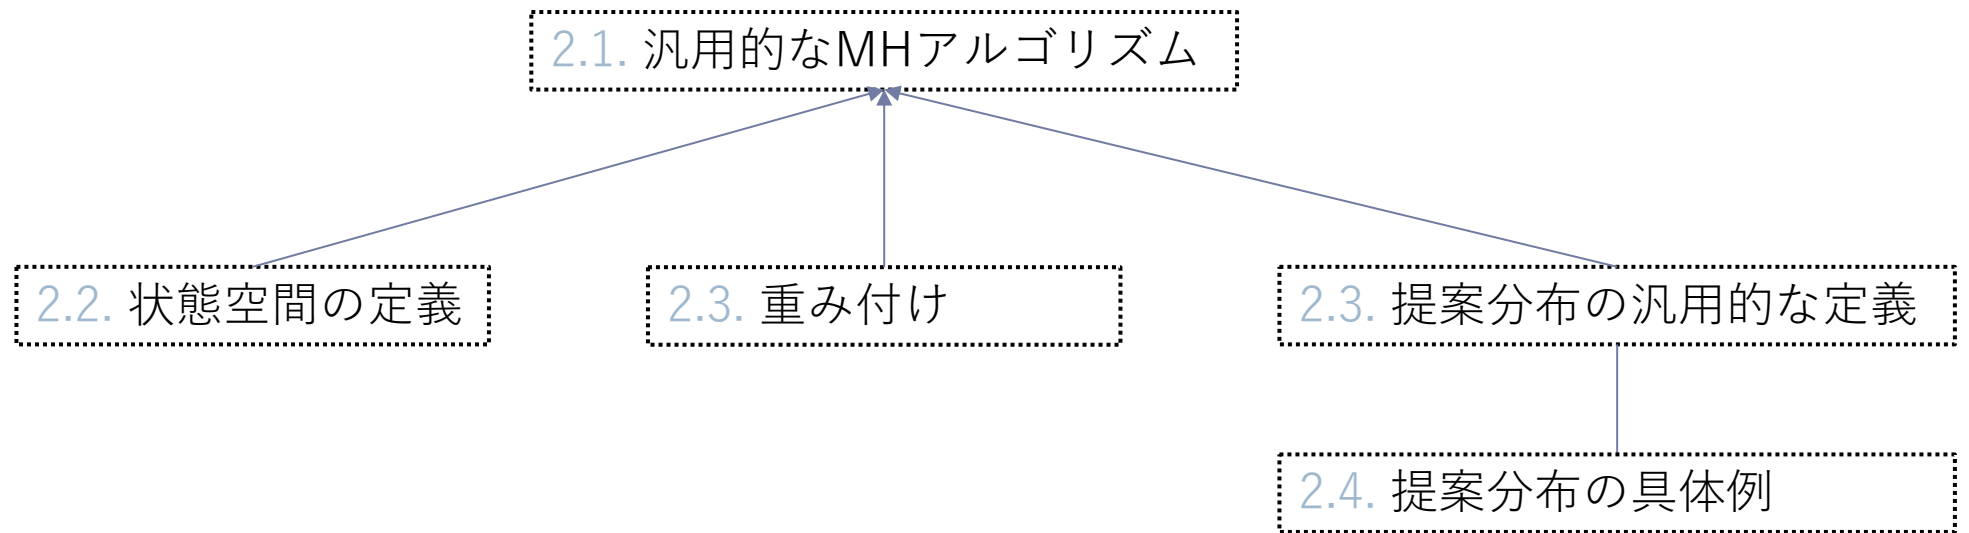 2.1. 汎用的なMHアルゴリズム
2.2. 状態空間の定義
2.3. 重み付け
2.3. 提案分布の汎用的な定義
2.4. 提案分布の具体例